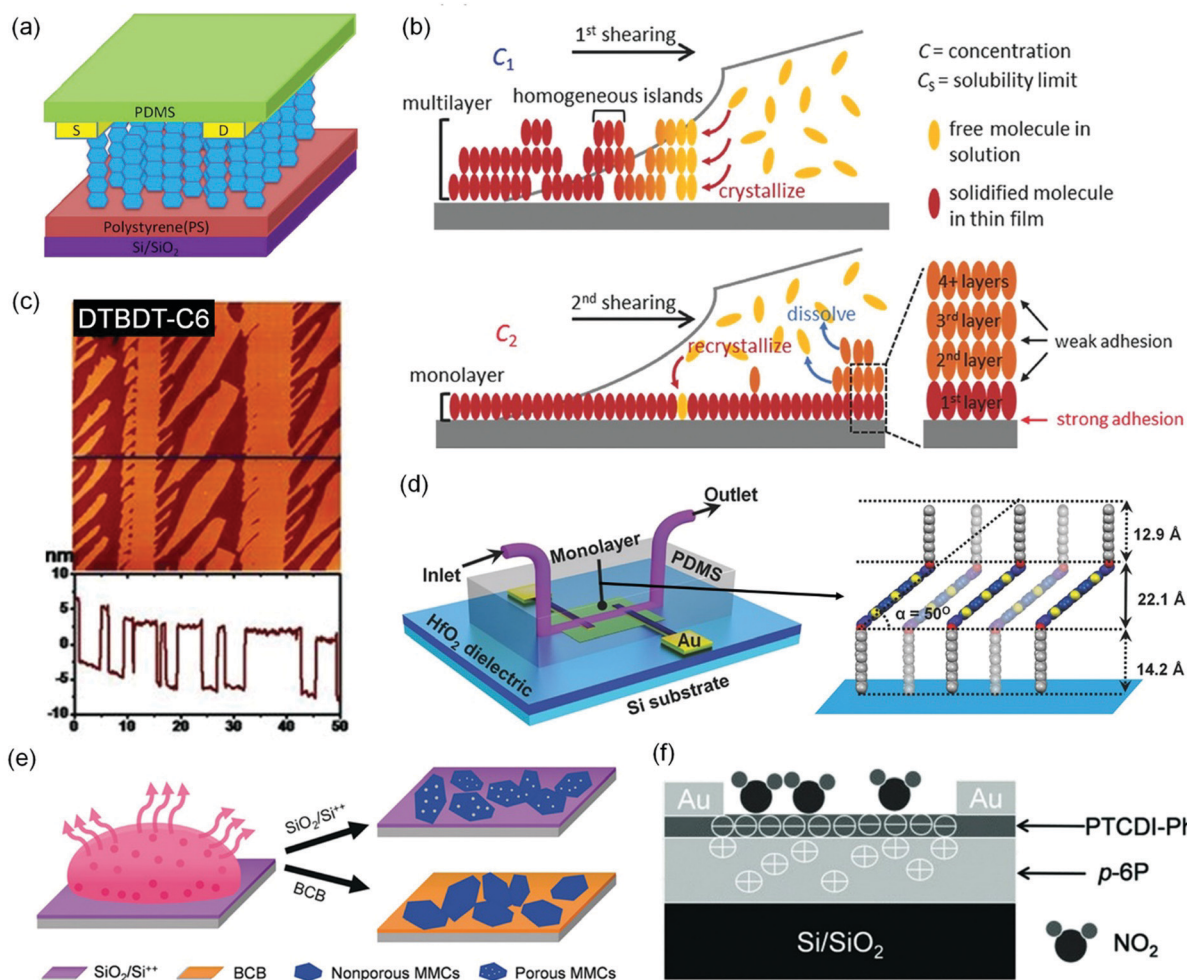 (a)
PDMS
S
D
Polystyrene(PS)
Si/SiO₂
(b)
C₁
1st shearing
C = concentration
Cₛ = solubility limit
multilayer
homogeneous islands
free molecule in
solution
crystallize
solidified molecule
in thin film
C₂
2nd shearing
dissolve
recrystallize
monolayer
4+ layers
3rd layer
2nd layer
1st layer
weak adhesion
strong adhesion
(c)
DTBDT-C6
nm
10
5
0
-5
-10
0
10
20
30
40
50
(d)
Outlet
Monolayer
Inlet
PDMS
Au
HfO₂ dielectric
Si substrate
12.9 Å
22.1 Å
α = 50°
14.2 Å
(e)
SiO₂/Si⁺⁺
BCB
SiO₂/Si⁺⁺
BCB
Nonporous MMCs
Porous MMCs
(f)
Au
Au
PTCDI-Ph
p-6P
Si/SiO₂
NO₂